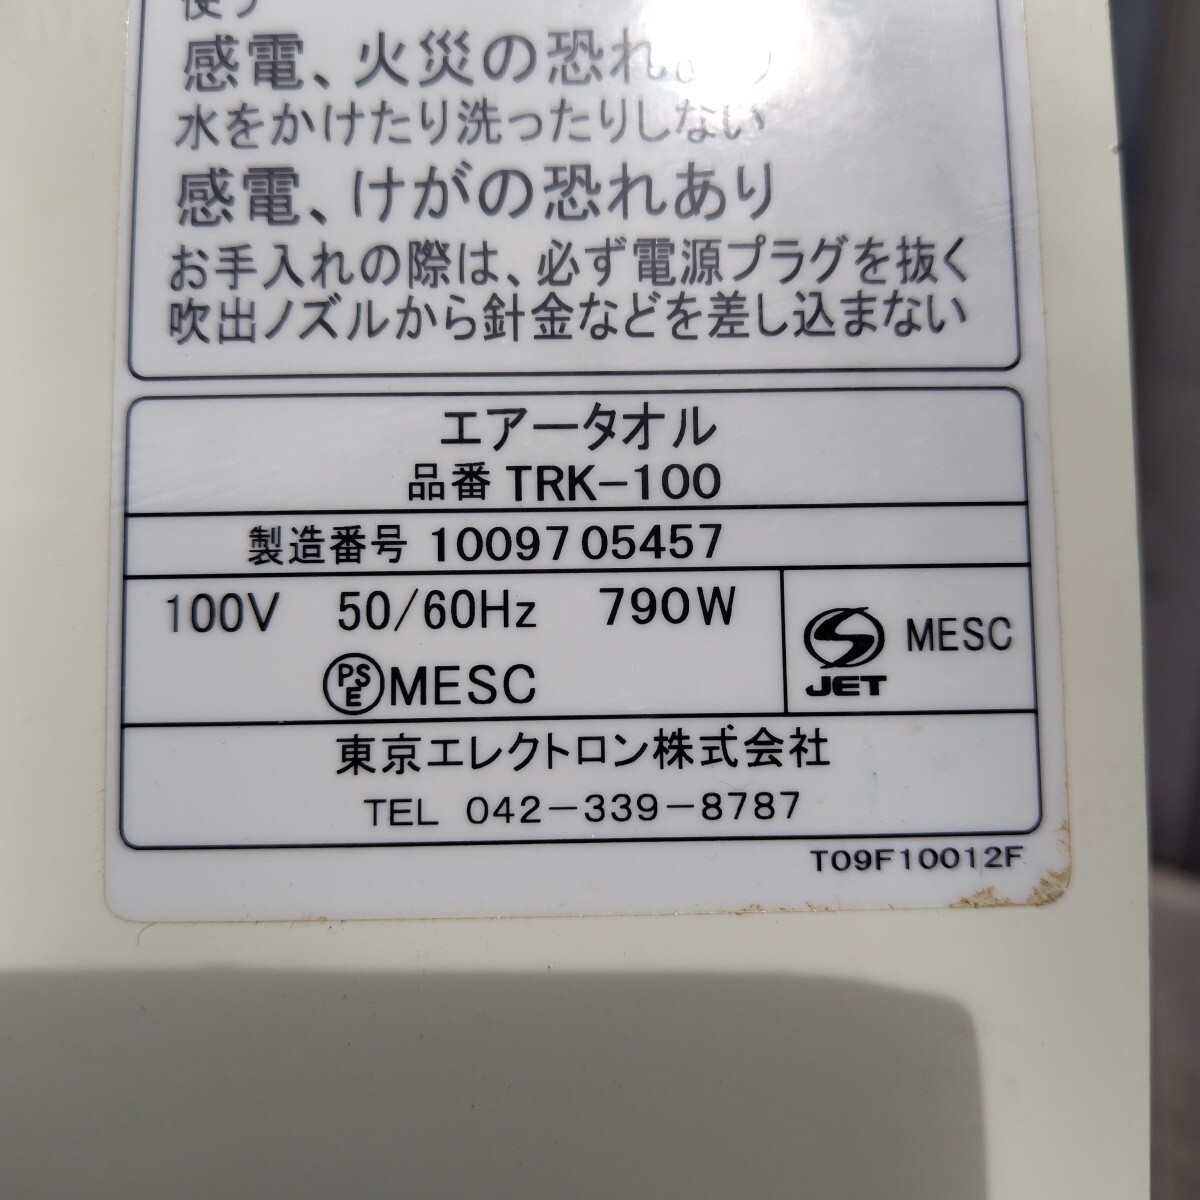 使う
感電、火災の恐れあり
水をかけたり洗ったりしない
感電、けがの恐れあり
お手入れの際は、必ず電源プラグを抜く
吹出ノズルから針金などを差し込まない
エアータオル
品番 TRK-100
製造番号 10097 05457
100V 50/60Hz 790W
PSE MESC
JET MESC
東京エレクトロン株式会社
TEL 042-339-8787
T09F10012F